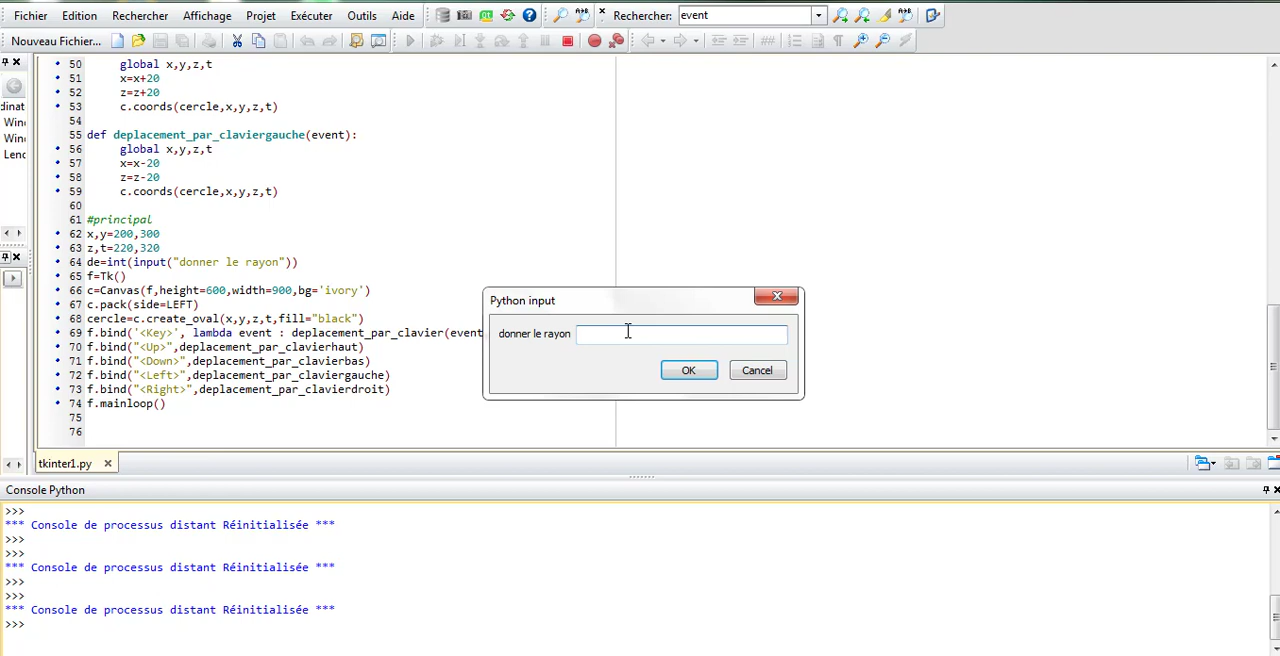 Fichier Edition Rechercher Affichage Projet Exécuter Outils Aide Rechercher: event
Nouveau Fichier...
50 global x,y,z,t
51 x=x+20
52 z=z+20
53 c.coords(cercle,x,y,z,t)
54
55 def deplacement_par_claviergauche(event):
56 global x,y,z,t
57 x=x-20
58 z=z-20
59 c.coords(cercle,x,y,z,t)
60
61 #principal
62 x,y=200,300
63 z,t=220,320
64 de=int(input("donner le rayon"))
65 f=Tk()
66 c=Canvas(f,height=600,width=900,bg='ivory')
67 c.pack(side=LEFT)
68 cercle=c.create_oval(x,y,z,t,fill="black")
69 f.bind('<Key>', lambda event : deplacement_par_clavier(event
70 f.bind("<Up>",deplacement_par_clavierhaut)
71 f.bind("<Down>",deplacement_par_clavierbas)
72 f.bind("<Left>",deplacement_par_claviergauche)
73 f.bind("<Right>",deplacement_par_clavierdroit)
74 f.mainloop()
75
76
dinat
Win
Win
Lenc
Python input
donner le rayon
OK Cancel
tkinter1.py
Console Python
>>>
*** Console de processus distant Réinitialisée ***
>>>
>>>
*** Console de processus distant Réinitialisée ***
>>>
>>>
*** Console de processus distant Réinitialisée ***
>>>